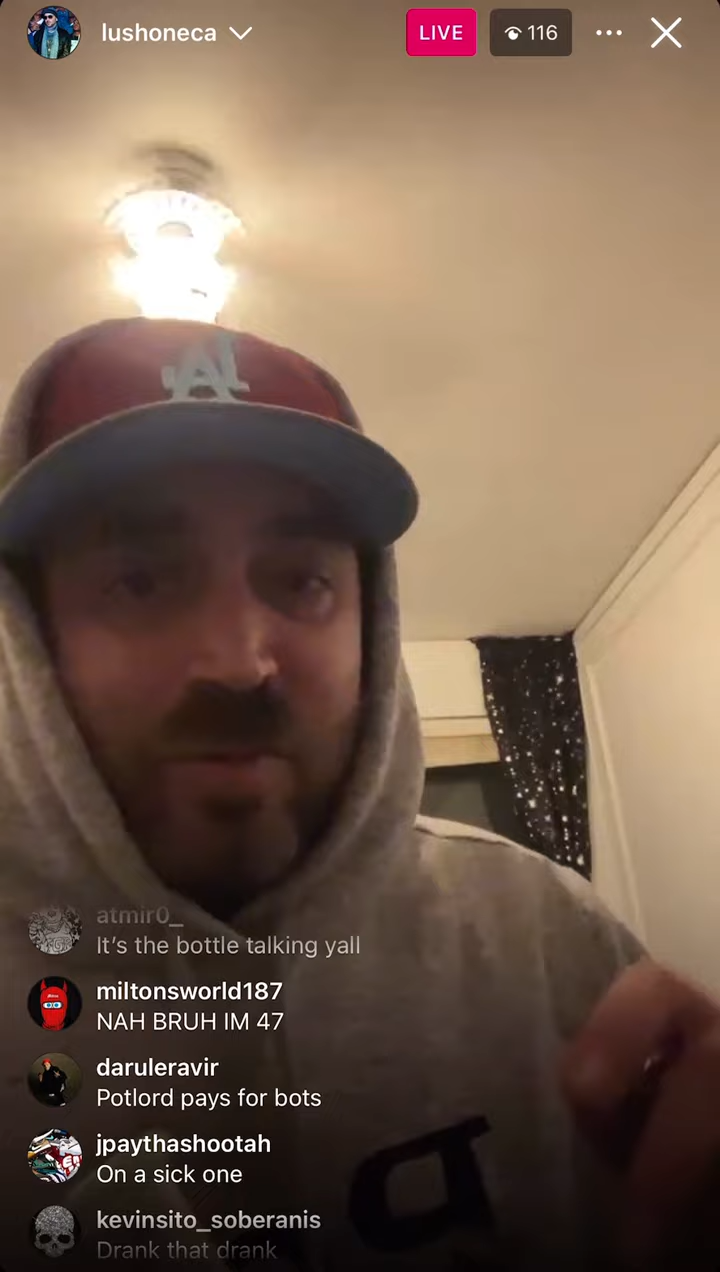 lushoneca
LIVE
116
atmir0_
It’s the bottle talking yall
miltonsworld187
NAH BRUH IM 47
daruleravir
Potlord pays for bots
jpaythashootah
On a sick one
kevinsito_soberanis
Drank that drank